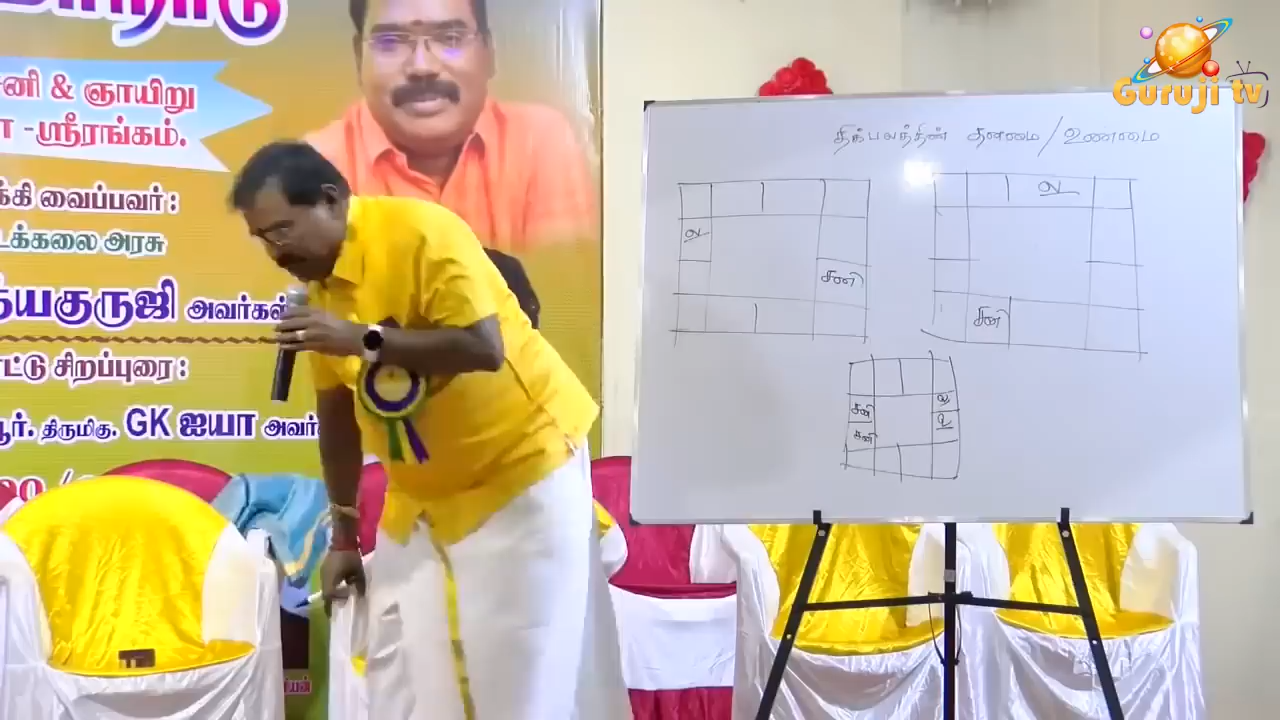 னி & ஞாயிறு
-ஸ்ரீரங்கம்.
க்கி வைப்பவர் :
டக்கலை அரசு
த்யகுருஜி அவர்கள்
ட்டு சிறப்புரை :
பூர். திருமிகு. GK ஐயா அவர்
Guruji tv
திக்பலத்தின் தன்மை / உண்மை
ல
சனி
ல
சனி
சனி ல
சனி ல